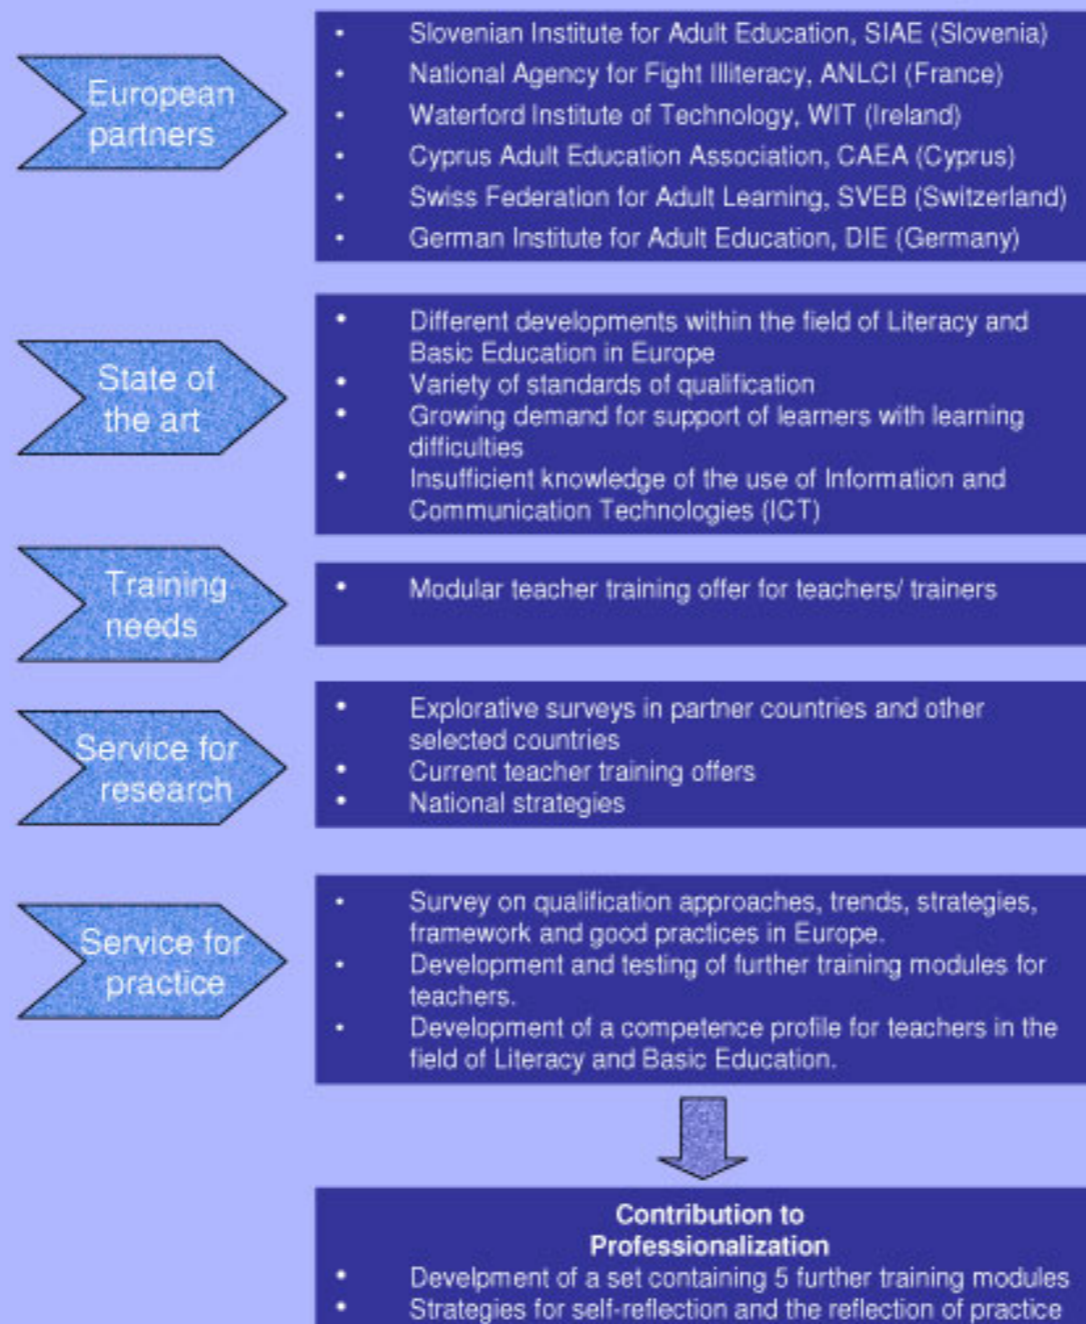 European
partners
• Slovenian Institute for Adult Education, SIAE (Slovenia)
• National Agency for Fight Illiteracy, ANLCI (France)
• Waterford Institute of Technology, WIT (Ireland)
• Cyprus Adult Education Association, CAEA (Cyprus)
• Swiss Federation for Adult Learning, SVEB (Switzerland)
• German Institute for Adult Education, DIE (Germany)
State of
the art
• Different developments within the field of Literacy and
Basic Education in Europe
• Variety of standards of qualification
• Growing demand for support of learners with learning
difficulties
• Insufficient knowledge of the use of Information and
Communication Technologies (ICT)
Training
needs
• Modular teacher training offer for teachers/ trainers
Service for
research
• Explorative surveys in partner countries and other
selected countries
• Current teacher training offers
• National strategies
Service for
practice
• Survey on qualification approaches, trends, strategies,
framework and good practices in Europe.
• Development and testing of further training modules for
teachers.
• Development of a competence profile for teachers in the
field of Literacy and Basic Education.
Contribution to
Professionalization
• Develpment of a set containing 5 further training modules
• Strategies for self-reflection and the reflection of practice